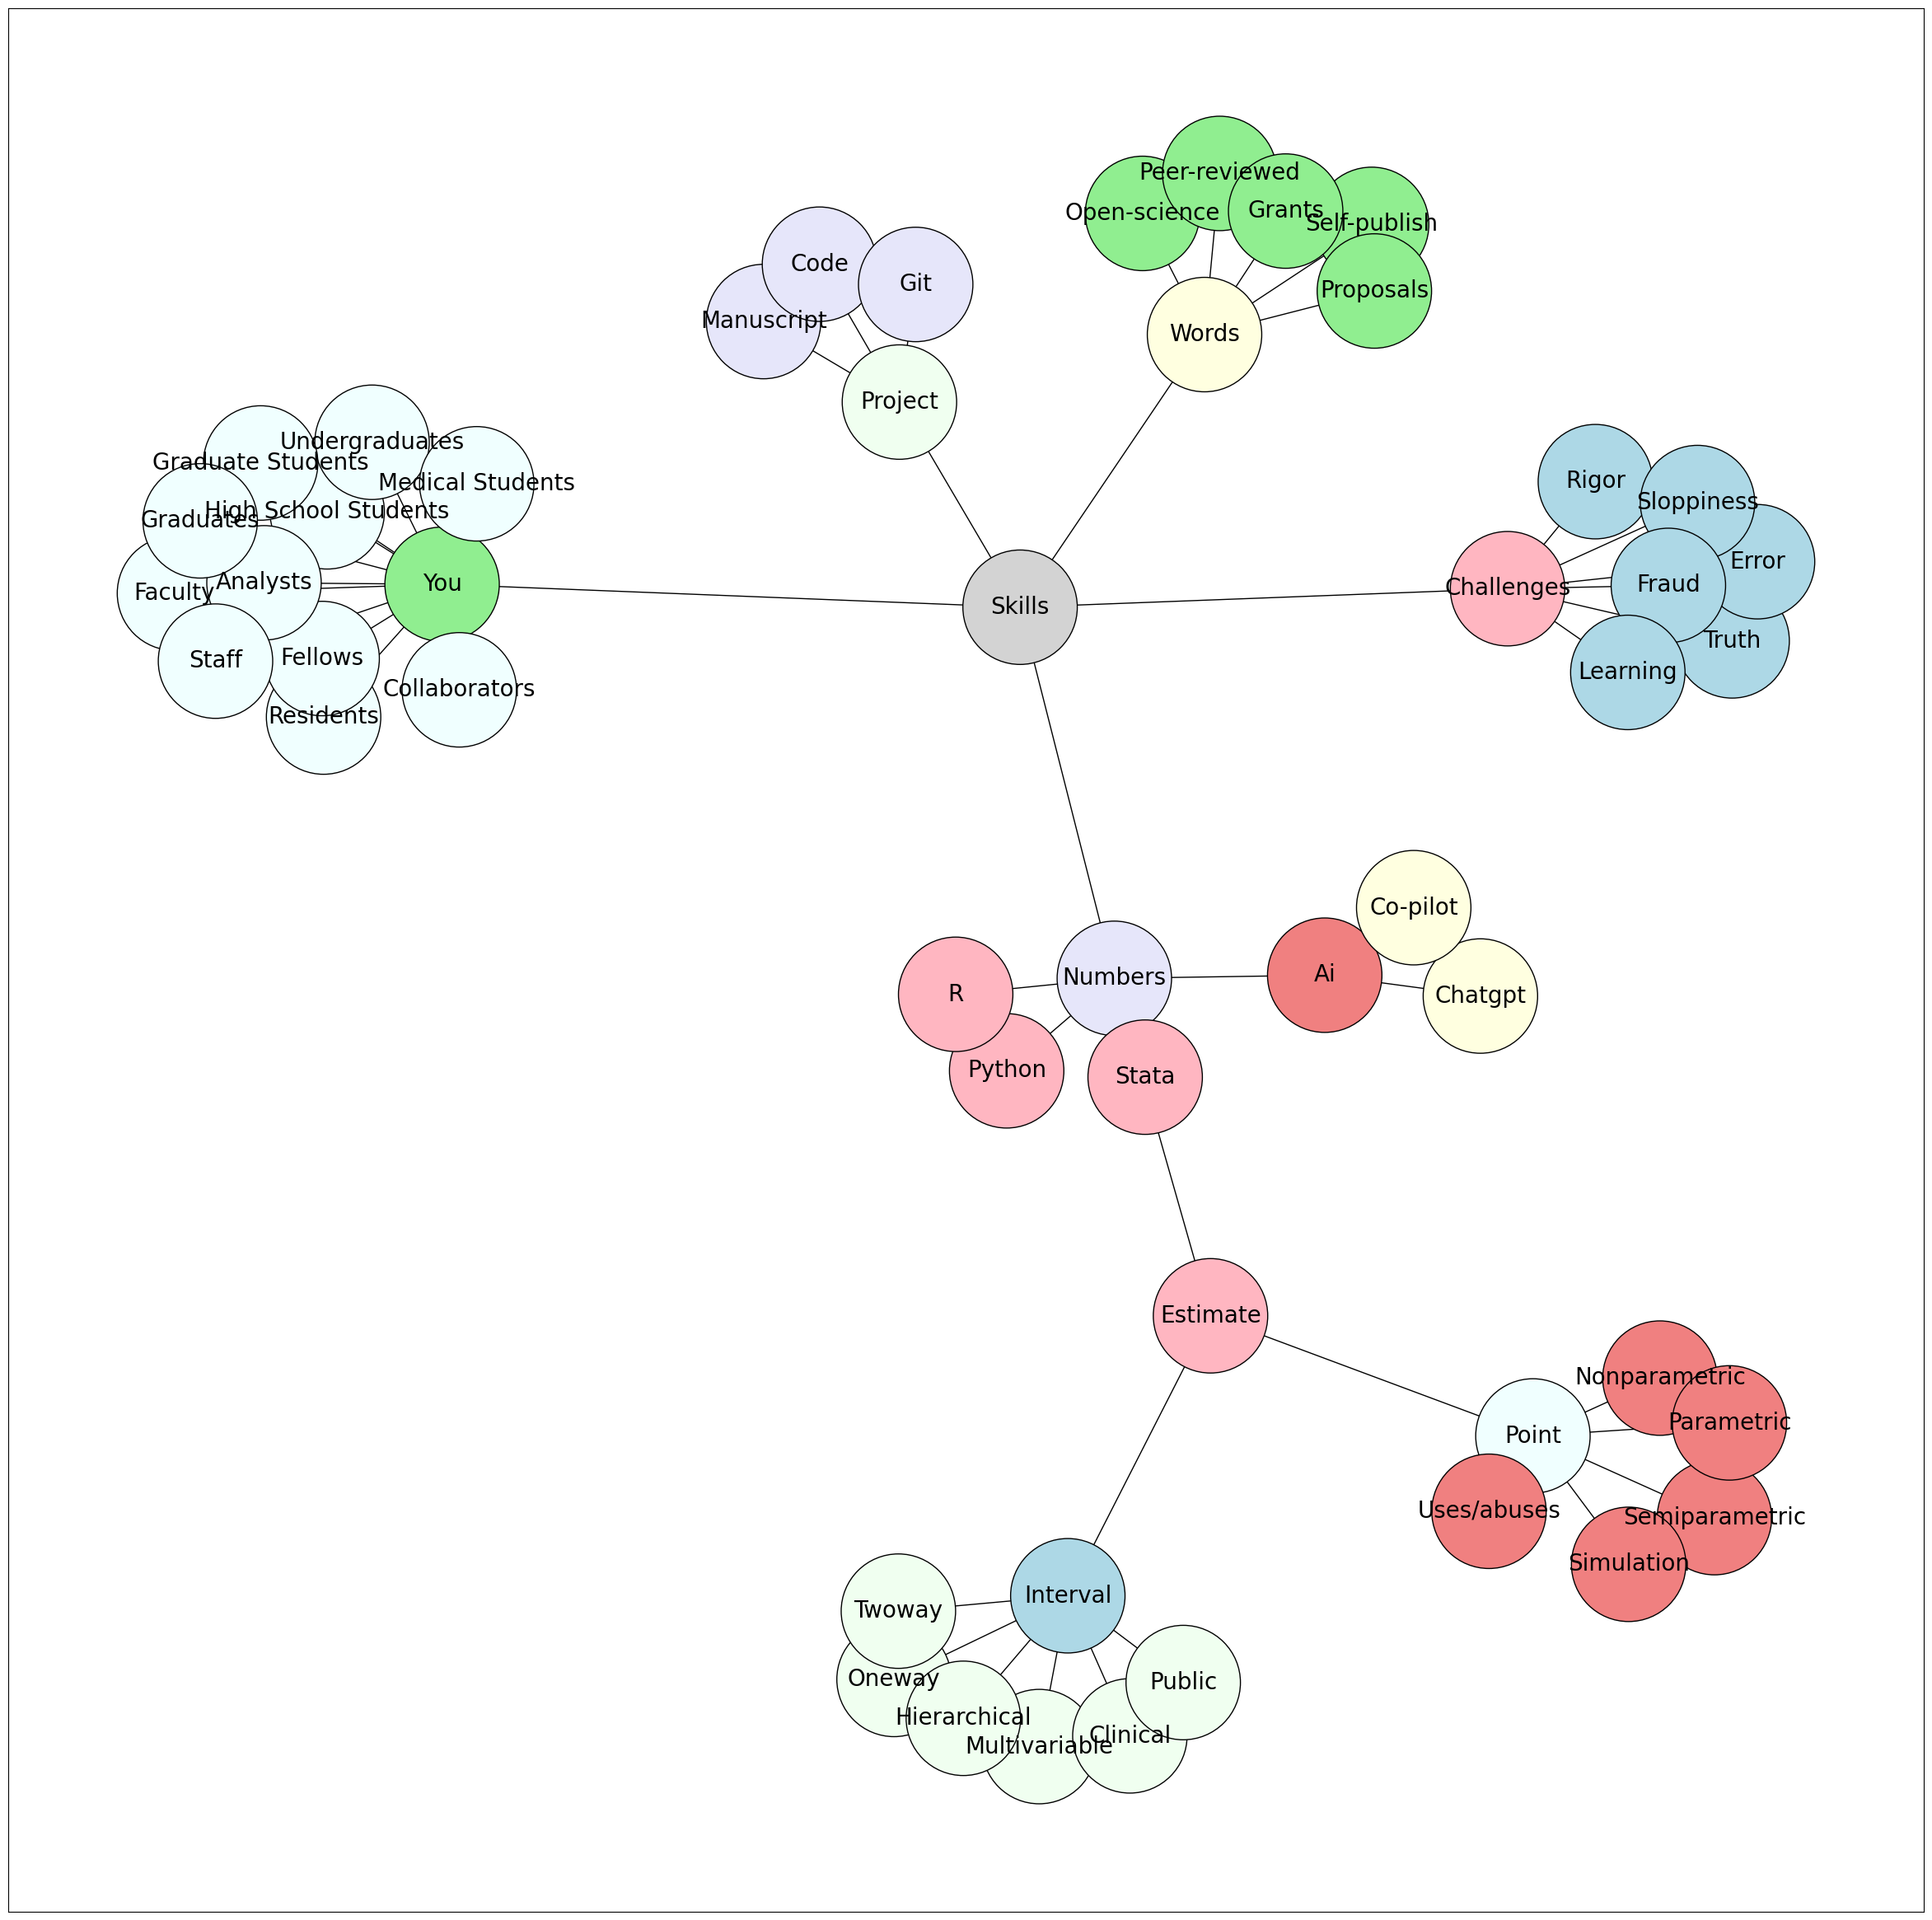 Peer-reviewed
Open-science
Grants
Self-publish
Proposals
Words
Code
Git
Manuscript
Project
Undergraduates
Graduate Students
Medical Students
High School Students
Graduates
Analysts
Faculty
You
Staff
Fellows
Collaborators
Residents
Skills
Rigor
Sloppiness
Error
Challenges
Fraud
Truth
Learning
Co-pilot
Numbers
Ai
R
Chatgpt
Python
Stata
Estimate
Nonparametric
Parametric
Point
Uses/abuses
Semiparametric
Simulation
Interval
Twoway
Oneway
Public
Hierarchical
Clinical
Multivariable